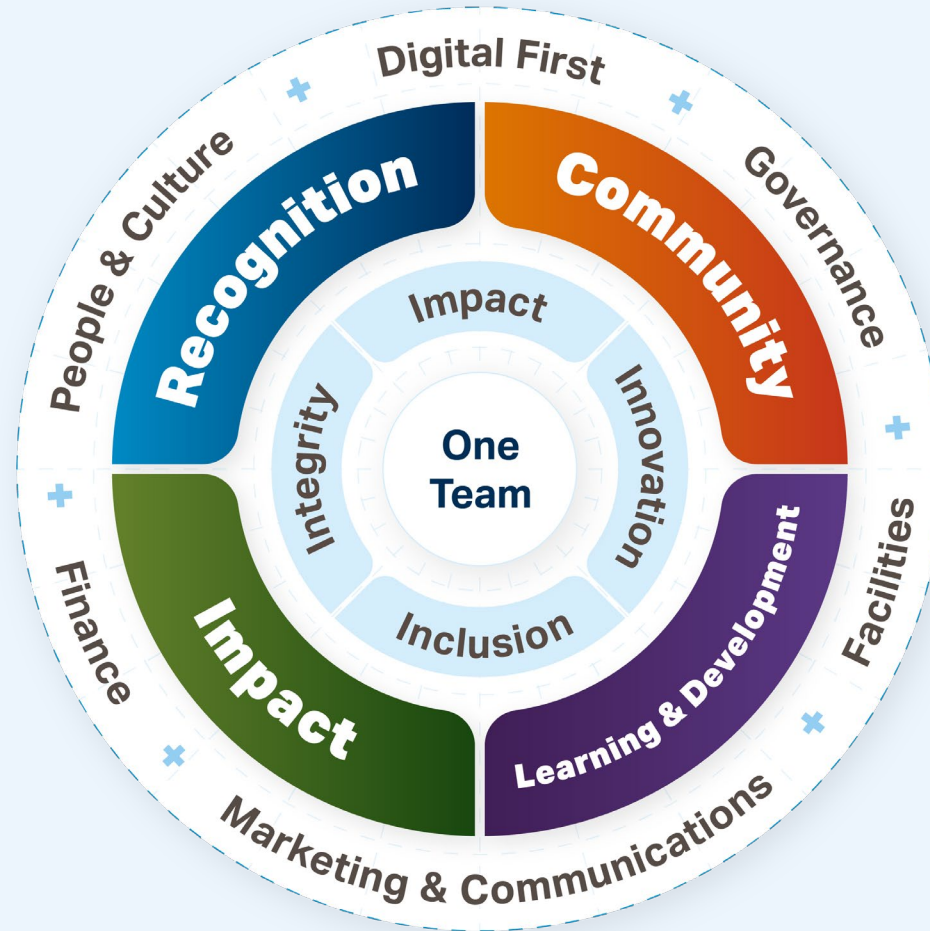 Digital First
Governance
Facilities
Marketing & Communications
Finance
People & Culture
Recognition
Community
Learning & Development
Impact
Impact
Innovation
Inclusion
Integrity
One
Team